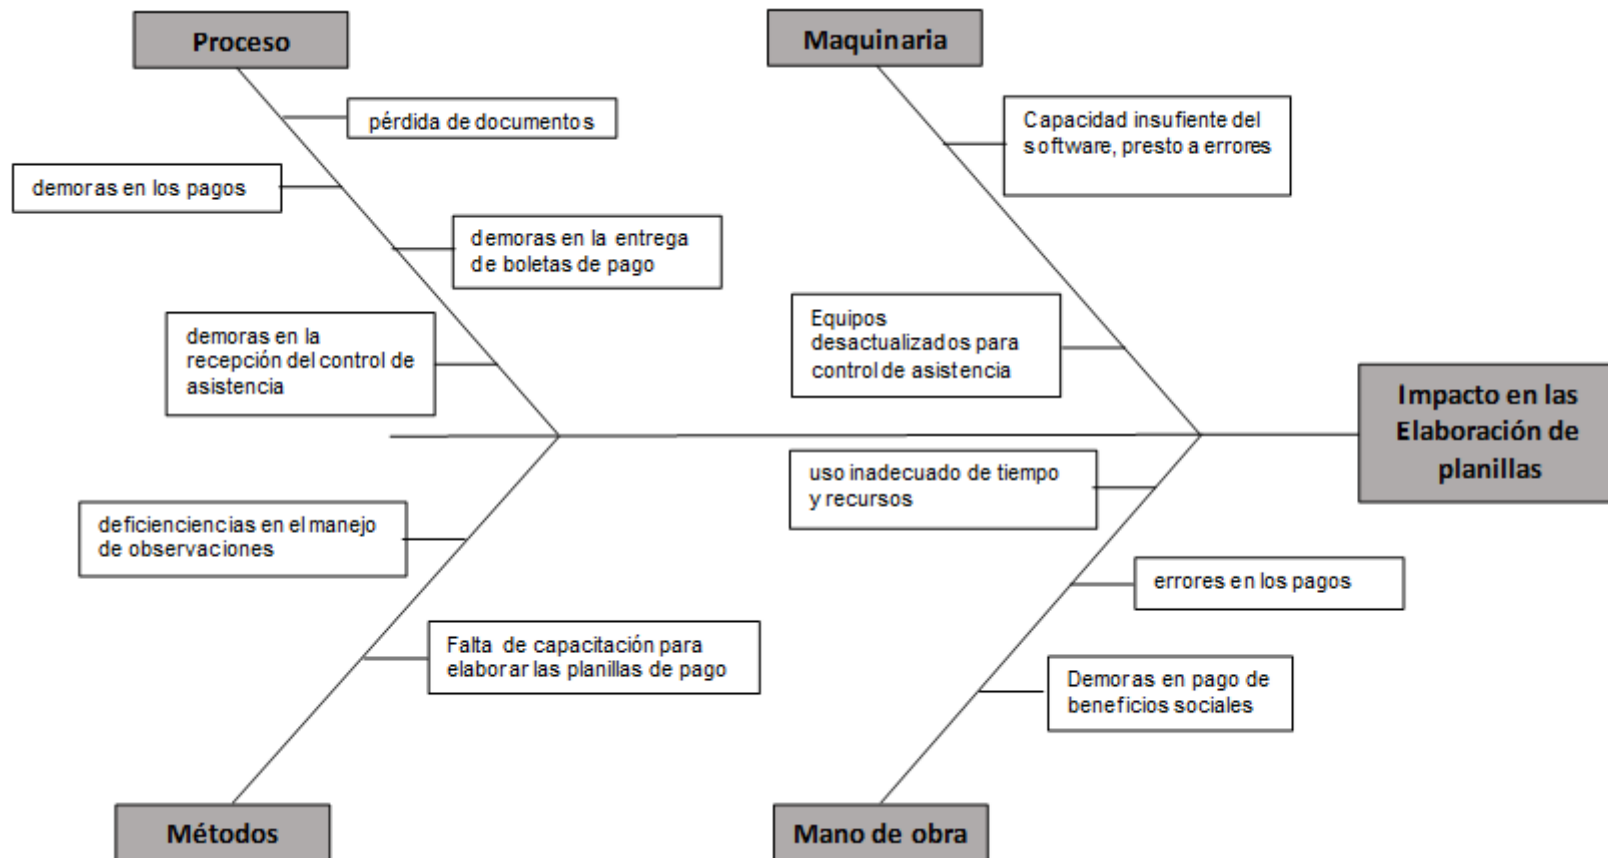 Proceso
Maquinaria
pérdida de documentos
Capacidad insufiente del
software, presto a errores
demoras en los pagos
demoras en la entrega
de boletas de pago
demoras en la
recepción del control de
asistencia
Equipos
desactualizados para
control de asistencia
Impacto en las
Elaboración de
planillas
uso inadecuado de tiempo
y recursos
deficienciencias en el manejo
de observaciones
errores en los pagos
Falta de capacitación para
elaborar las planillas de pago
Demoras en pago de
beneficios sociales
Métodos
Mano de obra